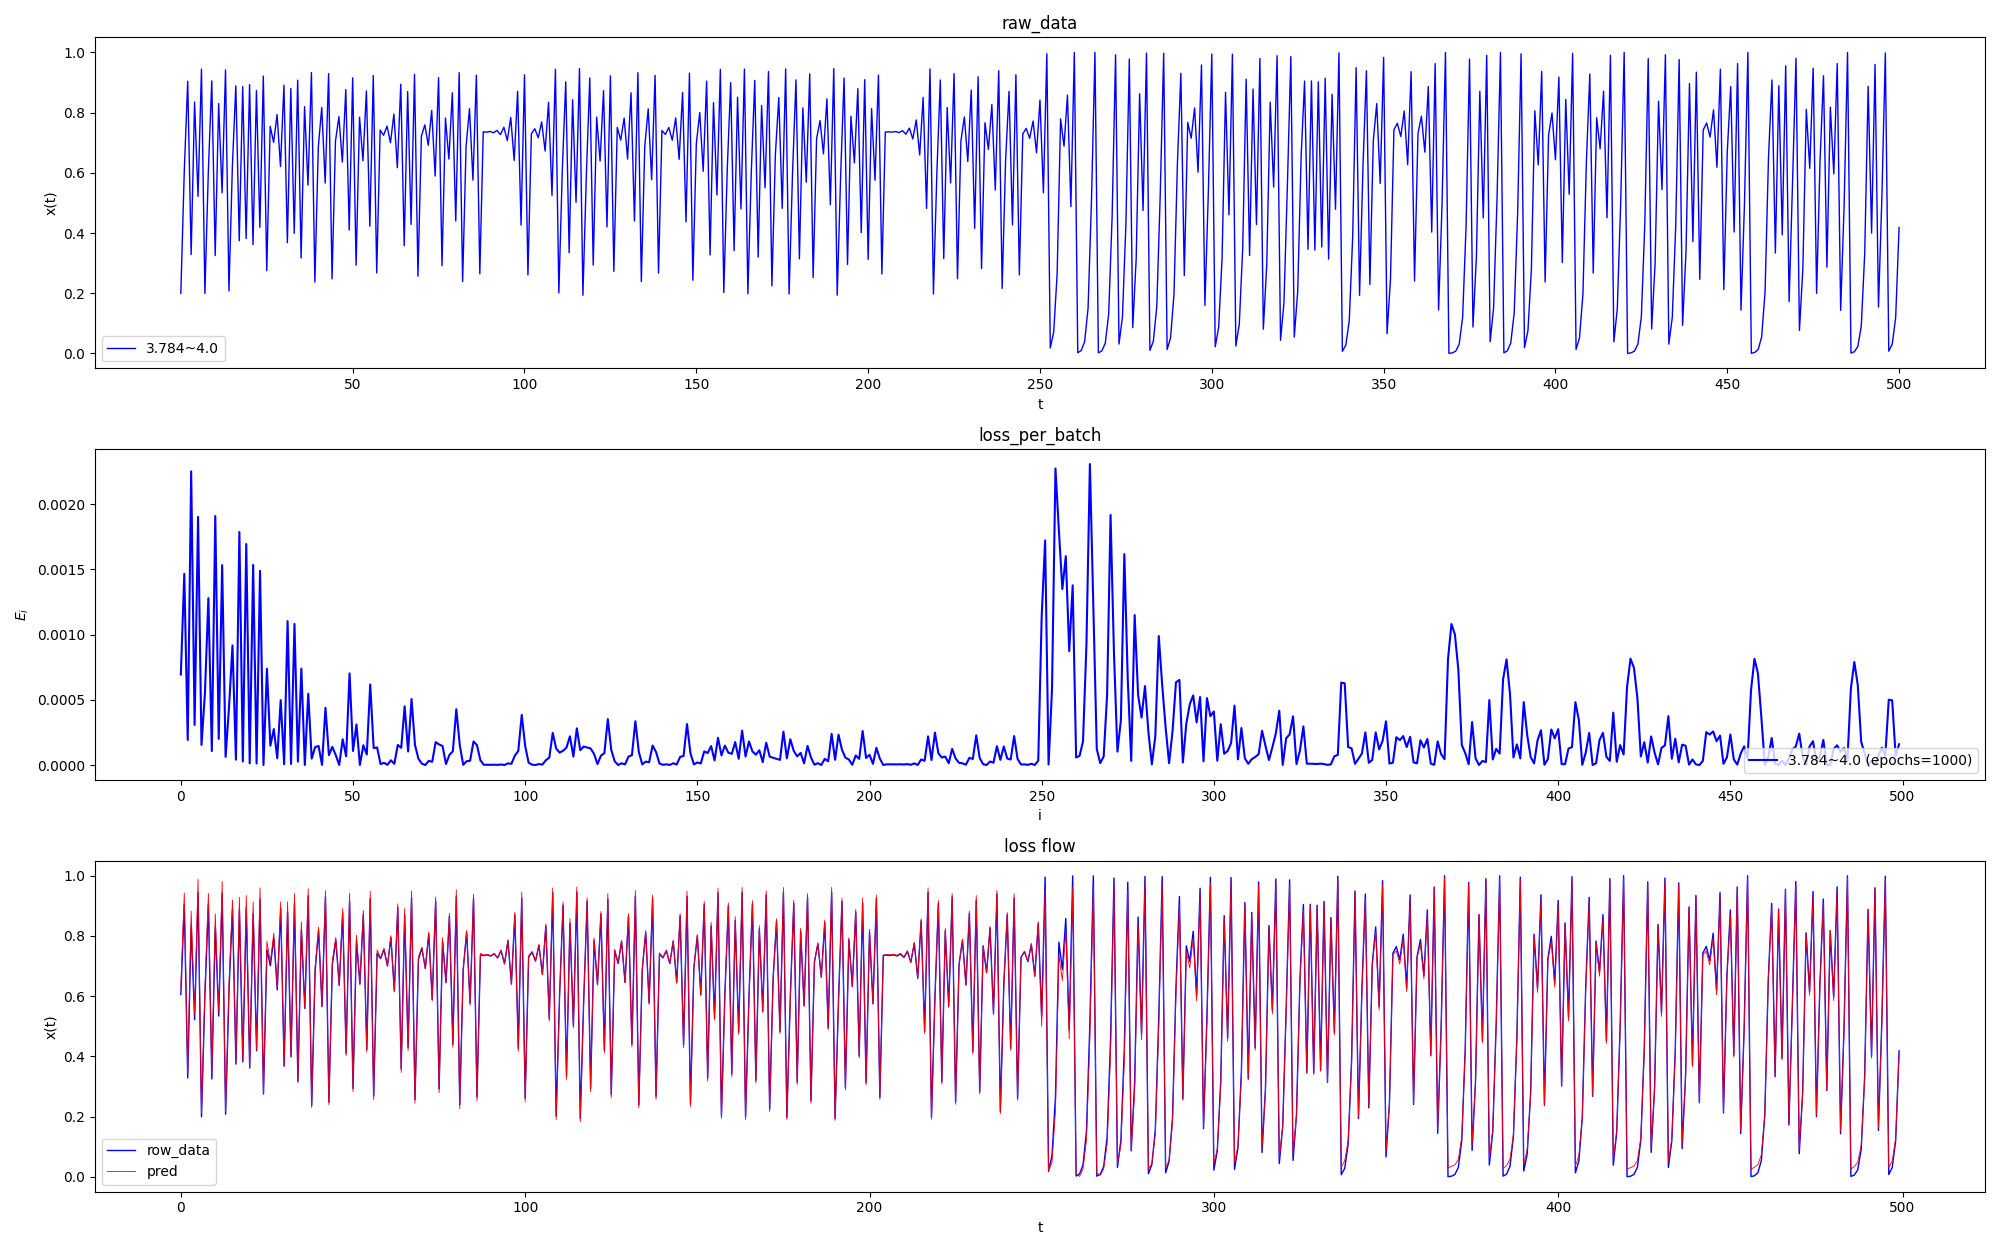 raw_data
1.0
0.8
0.6
0.4
0.2
0.0
x(t)
3.784~4.0
50 100 150 200 250 300 350 400 450 500
t
loss_per_batch
0.0020
0.0015
0.0010
0.0005
0.0000
E_i
3.784~4.0 (epochs=1000)
0 50 100 150 200 250 300 350 400 450 500
i
loss flow
1.0
0.8
0.6
0.4
0.2
0.0
x(t)
row_data
pred
0 100 200 300 400 500
t